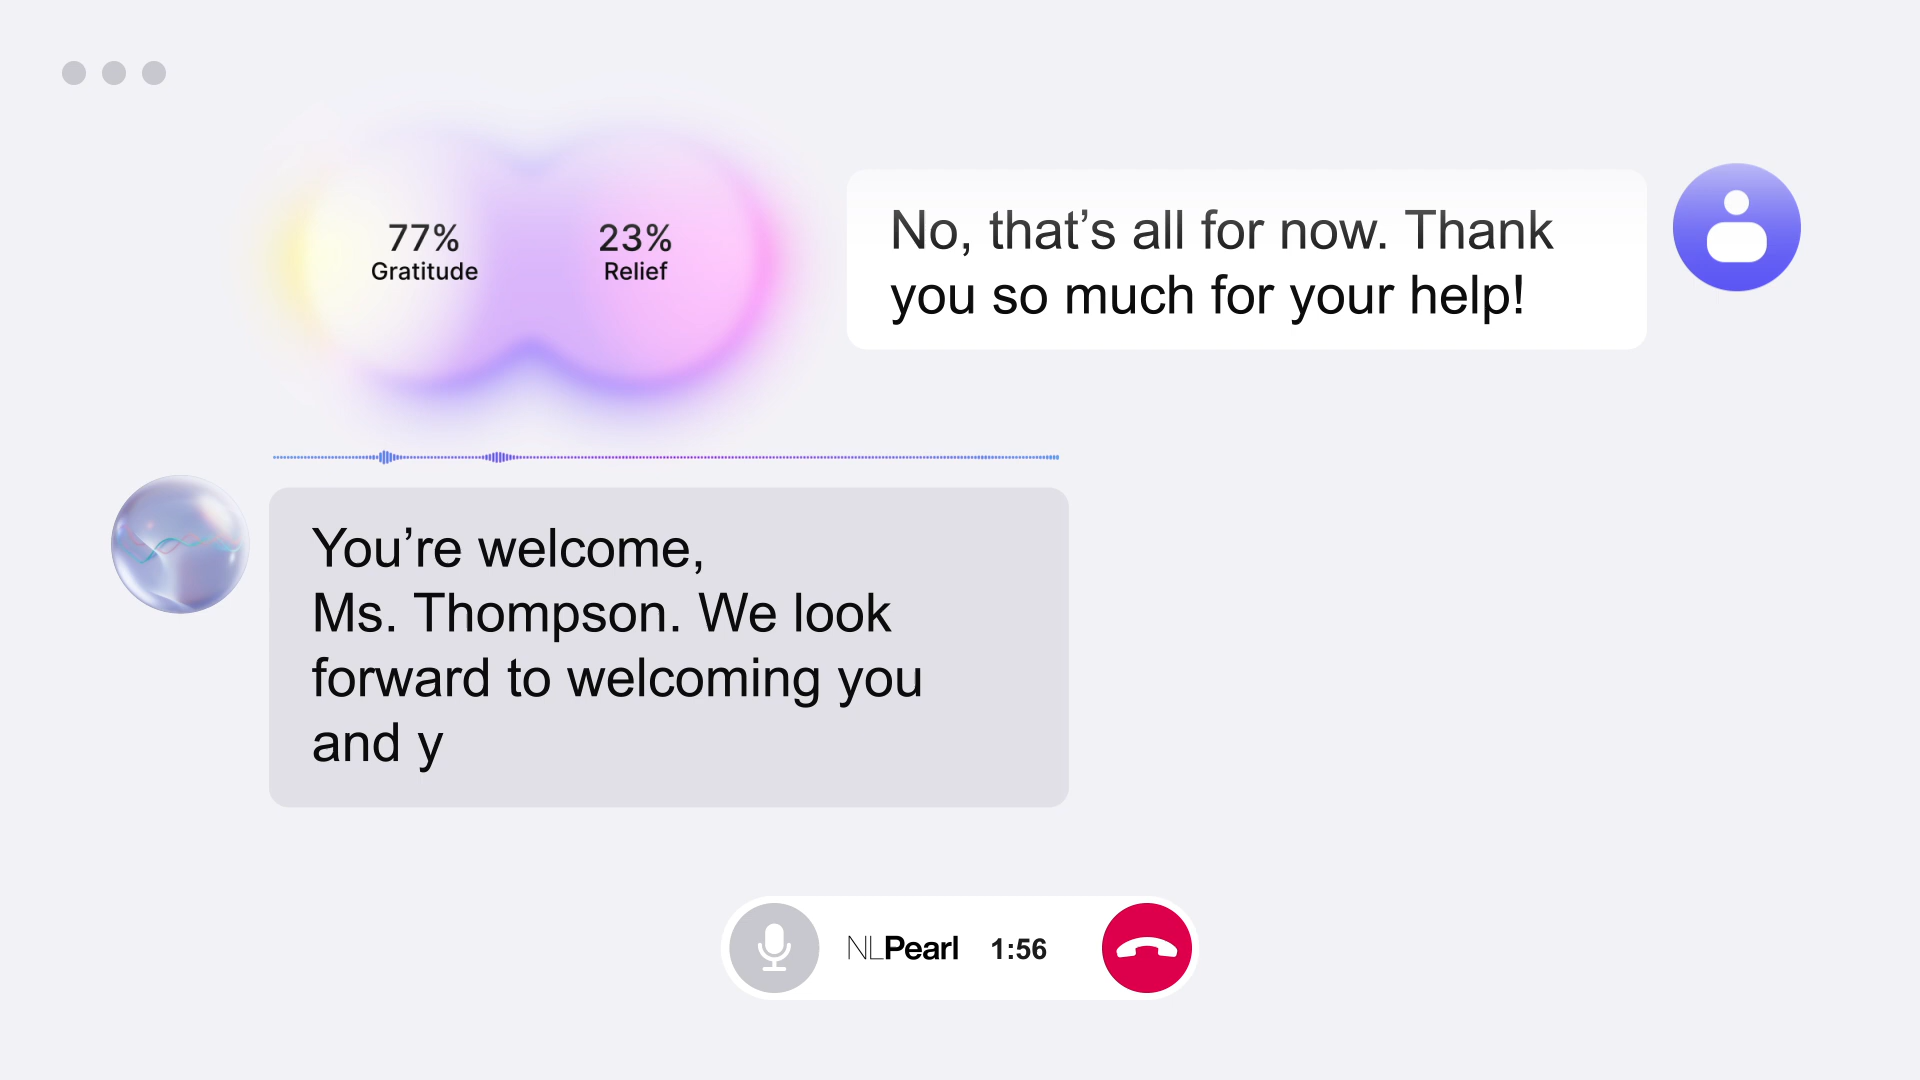 77%
Gratitude
23%
Relief
No, that’s all for now. Thank
you so much for your help!
You’re welcome,
Ms. Thompson. We look
forward to welcoming you
and y
NLPearl
1:56